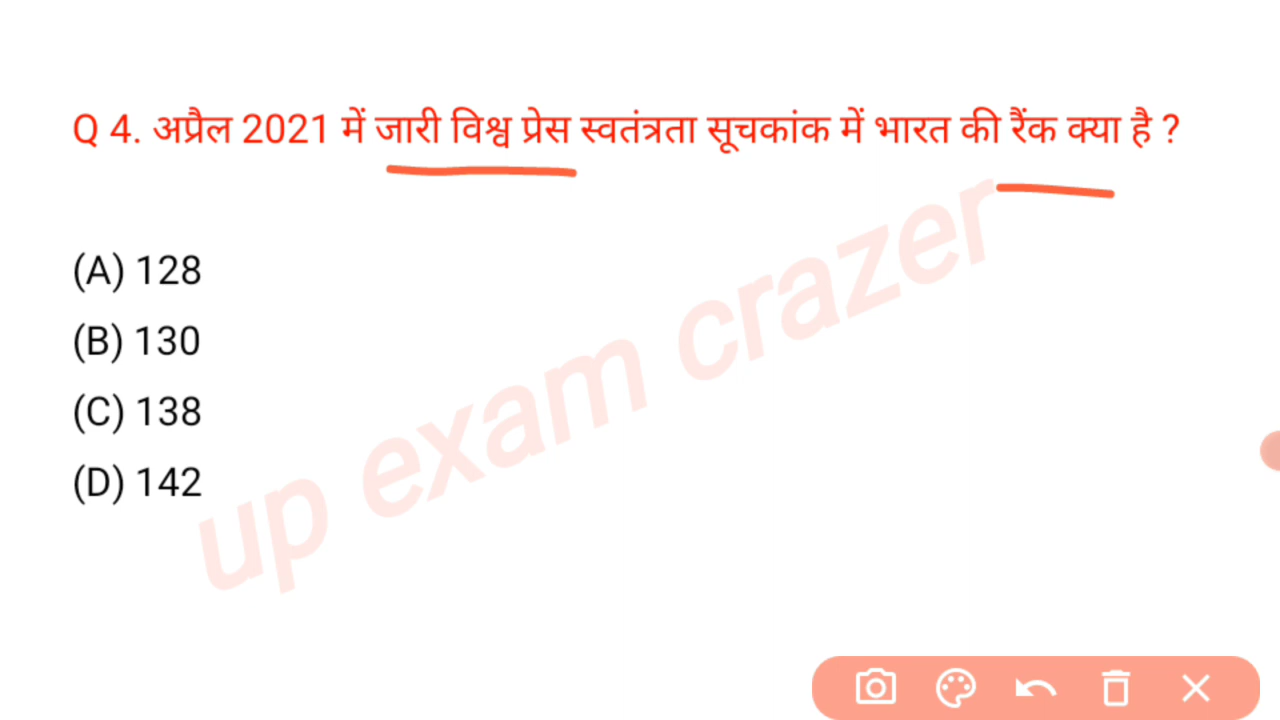 Q 4. अप्रैल 2021 में जारी विश्व प्रेस स्वतंत्रता सूचकांक में भारत की रैंक क्या है ?
(A) 128
(B) 130
(C) 138
(D) 142
up exam crazer